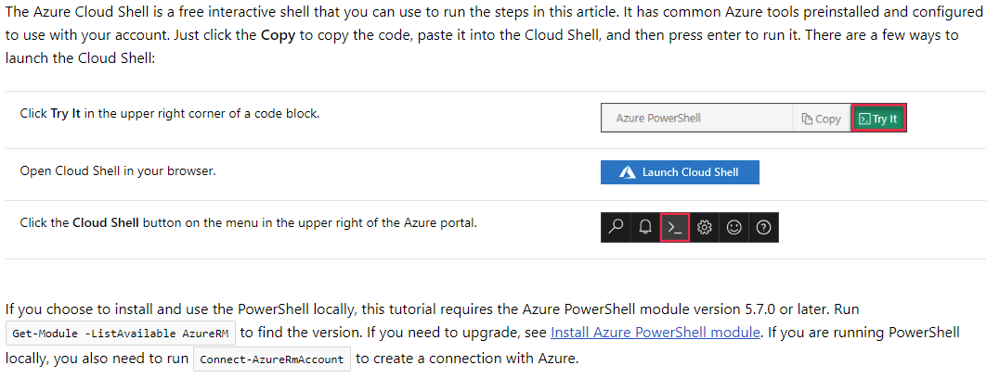 The Azure Cloud Shell is a free interactive shell that you can use to run the steps in this article. It has common Azure tools preinstalled and configured
to use with your account. Just click the Copy to copy the code, paste it into the Cloud Shell, and then press enter to run it. There are a few ways to
launch the Cloud Shell:
Click Try It in the upper right corner of a code block.
Azure PowerShell
Copy
Try It
Open Cloud Shell in your browser.
Launch Cloud Shell
Click the Cloud Shell button on the menu in the upper right of the Azure portal.
If you choose to install and use the PowerShell locally, this tutorial requires the Azure PowerShell module version 5.7.0 or later. Run
Get-Module -ListAvailable AzureRM to find the version. If you need to upgrade, see Install Azure PowerShell module. If you are running PowerShell
locally, you also need to run Connect-AzureRmAccount to create a connection with Azure.